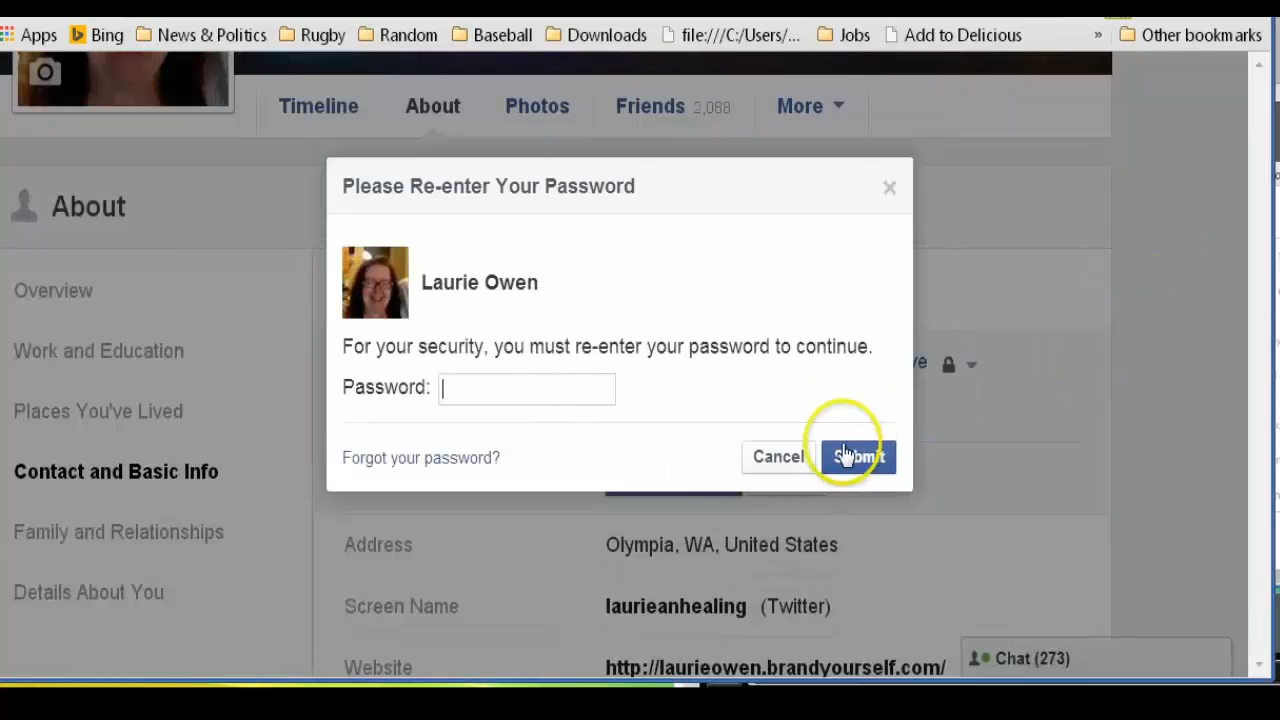 Apps Bing News & Politics Rugby Random Baseball Downloads file:///C:/Users/... Jobs Add to Delicious » Other bookmarks
Timeline About Photos Friends 2,088 More
Please Re-enter Your Password ×
About
Laurie Owen
Overview
For your security, you must re-enter your password to continue.
Work and Education
Password:
Places You've Lived
Forgot your password? Cancel Submit
Contact and Basic Info
Family and Relationships
Address Olympia, WA, United States
Details About You
Screen Name laurieanhealing (Twitter)
Website http://laurieowen.brandyourself.com/
Chat (273)